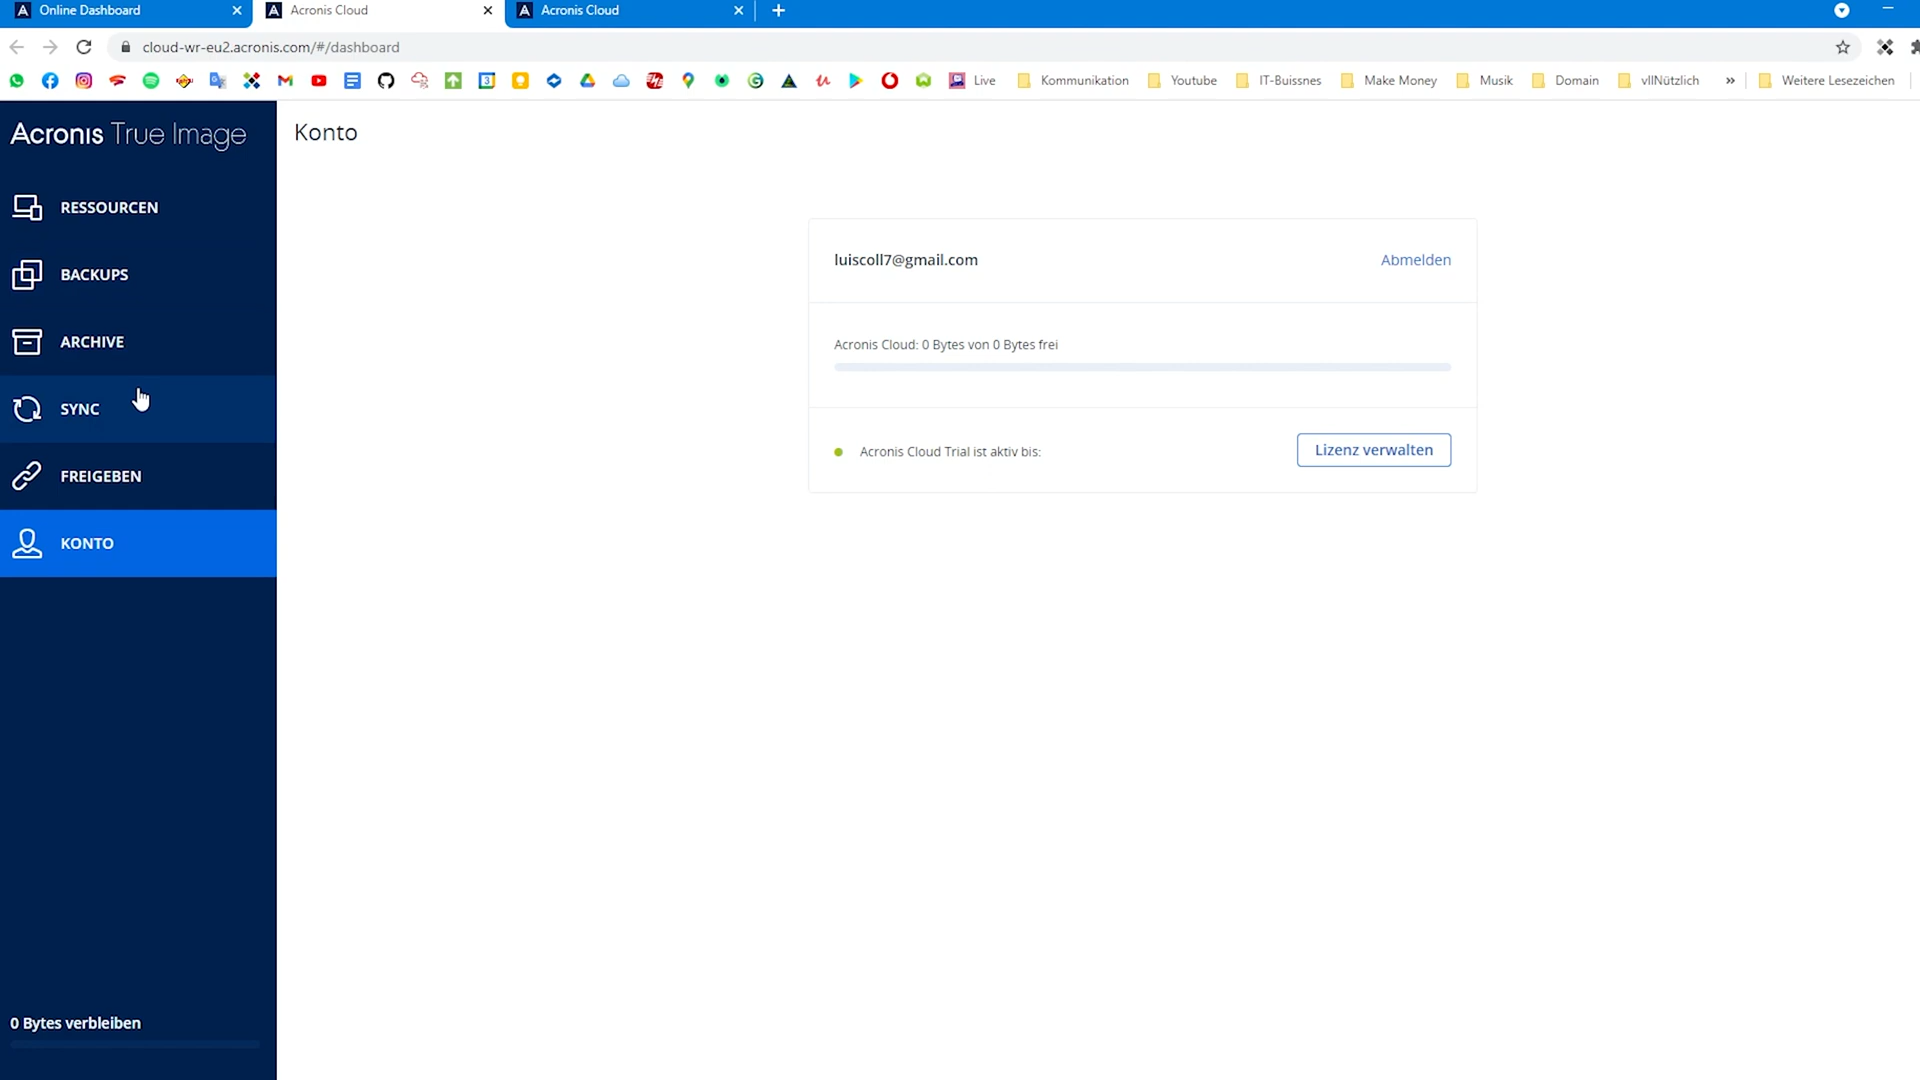 Online Dashboard
Acronis Cloud
Acronis Cloud
cloud-wr-eu2.acronis.com/#/dashboard
Live
Kommunikation
Youtube
IT-Buissnes
Make Money
Musik
Domain
vllNützlich
»
Weitere Lesezeichen
Acronis True Image
Konto
RESSOURCEN
BACKUPS
ARCHIVE
SYNC
FREIGEBEN
KONTO
luiscoll7@gmail.com
Abmelden
Acronis Cloud: 0 Bytes von 0 Bytes frei
Acronis Cloud Trial ist aktiv bis:
Lizenz verwalten
0 Bytes verbleiben